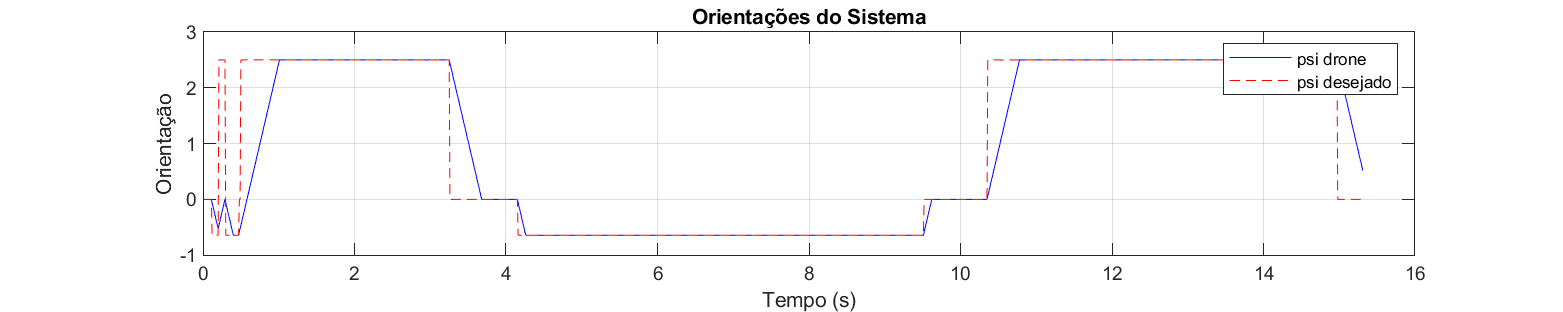 Orientações do Sistema
Orientação
3
2
1
0
-1
psi drone
psi desejado
0 2 4 6 8 10 12 14 16
Tempo (s)